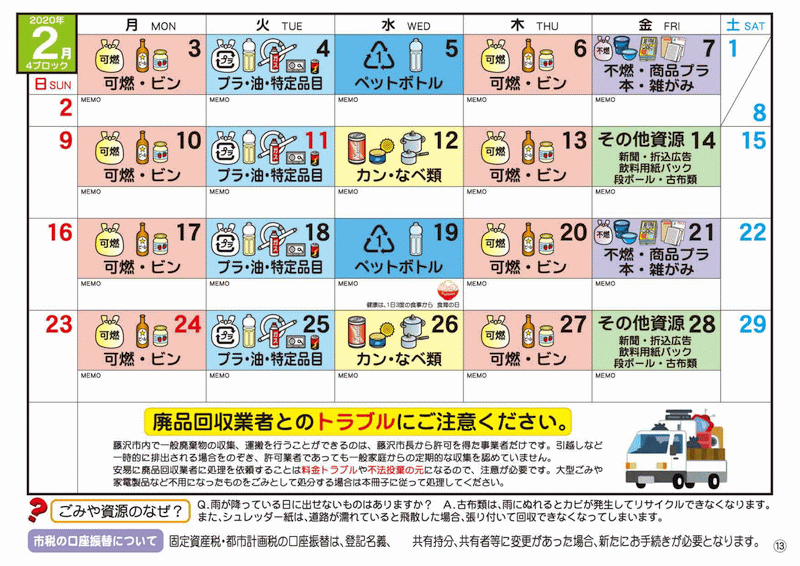 2020年
2月
4ブロック
月 MON
火 TUE
水 WED
木 THU
金 FRI
土 SAT
日 SUN
3
可燃
可燃・ビン
MEMO
4
プラ
プラ・油・特定品目
MEMO
5
1
ペットボトル
MEMO
6
可燃
可燃・ビン
MEMO
7
不燃
不燃・商品プラ
本・雑がみ
MEMO
1
8
2
9
10
可燃
可燃・ビン
MEMO
11
プラ
プラ・油・特定品目
MEMO
12
カン・なべ類
MEMO
13
可燃
可燃・ビン
MEMO
その他資源 14
新聞・折込広告
飲料用紙パック
段ボール・古布類
MEMO
15
16
17
可燃
可燃・ビン
MEMO
18
プラ
プラ・油・特定品目
MEMO
19
1
ペットボトル
MEMO
健康は、1日3度の食事から 食育の日
20
可燃
可燃・ビン
MEMO
21
不燃
不燃・商品プラ
本・雑がみ
MEMO
22
23
24
可燃
可燃・ビン
MEMO
25
プラ
プラ・油・特定品目
MEMO
26
カン・なべ類
MEMO
27
可燃
可燃・ビン
MEMO
その他資源 28
新聞・折込広告
飲料用紙パック
段ボール・古布類
MEMO
29
廃品回収業者とのトラブルにご注意ください。
藤沢市内で一般廃棄物の収集、運搬を行うことができるのは、藤沢市長から許可を得た事業者だけです。引越しなど
一時的に排出される場合をのぞき、許可業者であっても一般家庭からの定期的な収集を認めていません。
安易に廃品回収業者に処理を依頼することは料金トラブルや不法投棄の元になるので、注意が必要です。大型ごみや
家電製品など不用になったものをごみとして処分する場合は本冊子に従って処理してください。
? ごみや資源のなぜ?
Q.雨が降っている日に出せないものはありますか? A.古布類は、雨にぬれるとカビが発生してリサイクルできなくなります。
また、シュレッダー紙は、道路が濡れていると飛散した場合、張り付いて回収できなくなってしまいます。
市税の口座振替について
固定資産税・都市計画税の口座振替は、登記名義、 共有持分、共有者等に変更があった場合、新たにお手続きが必要となります。
⑬